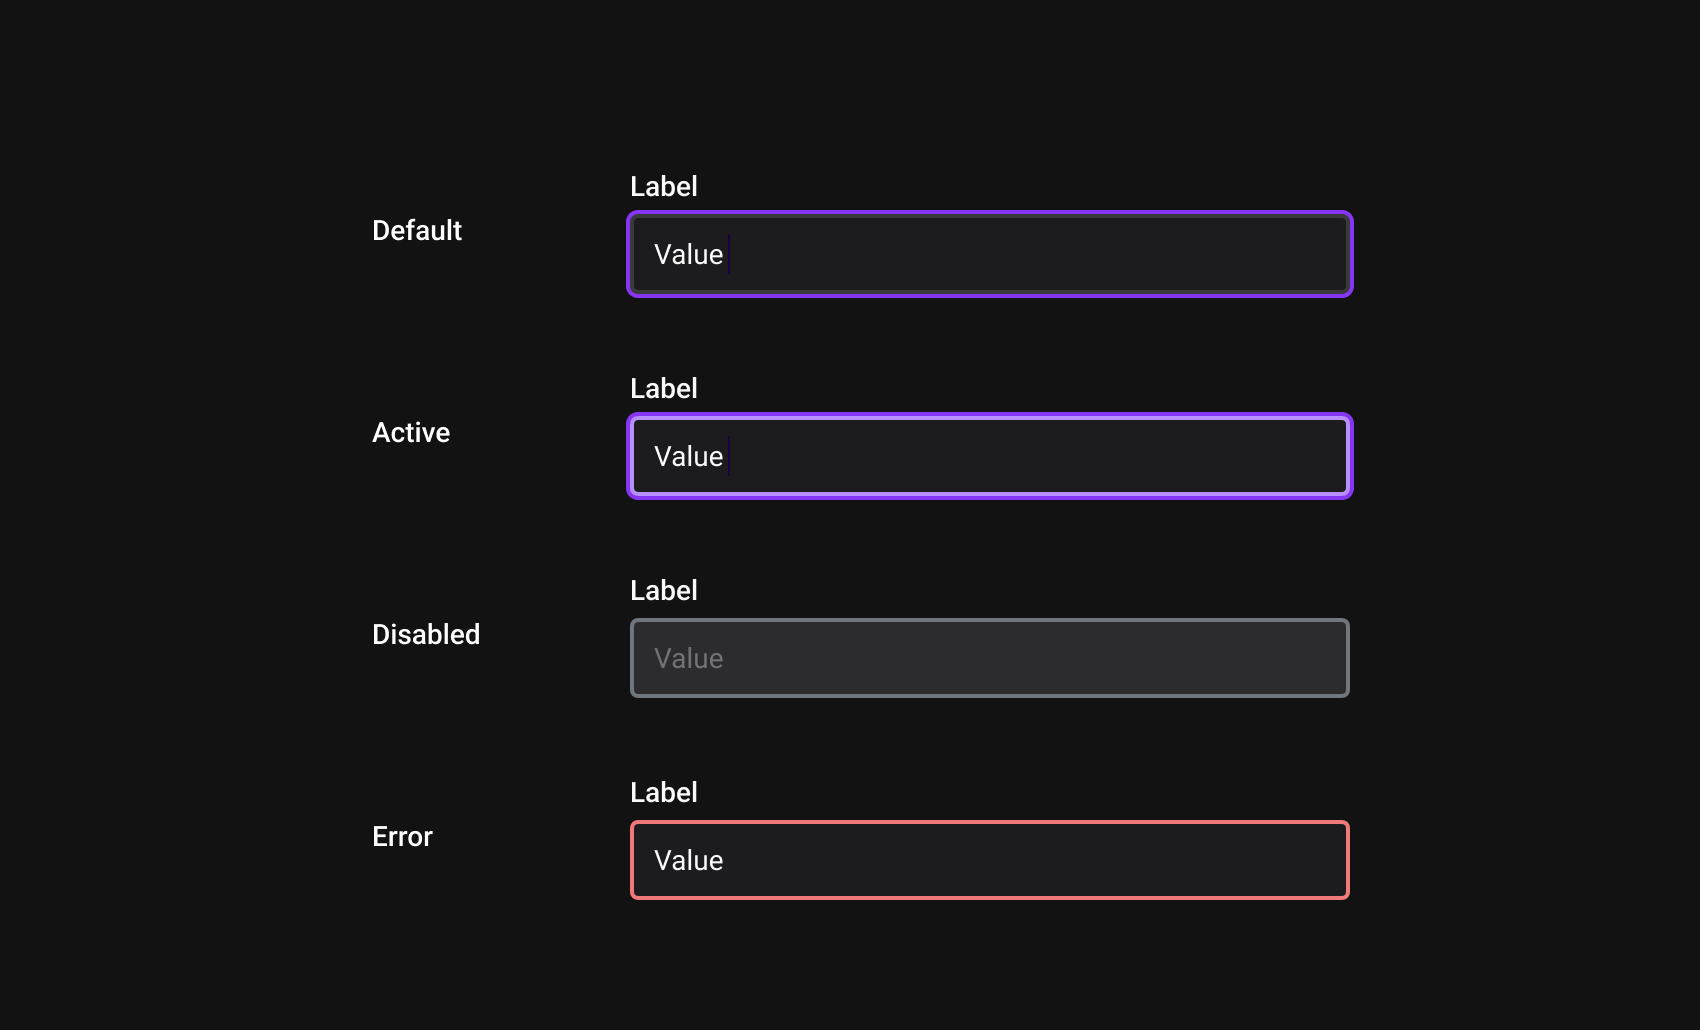 Label
Default
Value
Label
Active
Value
Label
Disabled
Value
Label
Error
Value